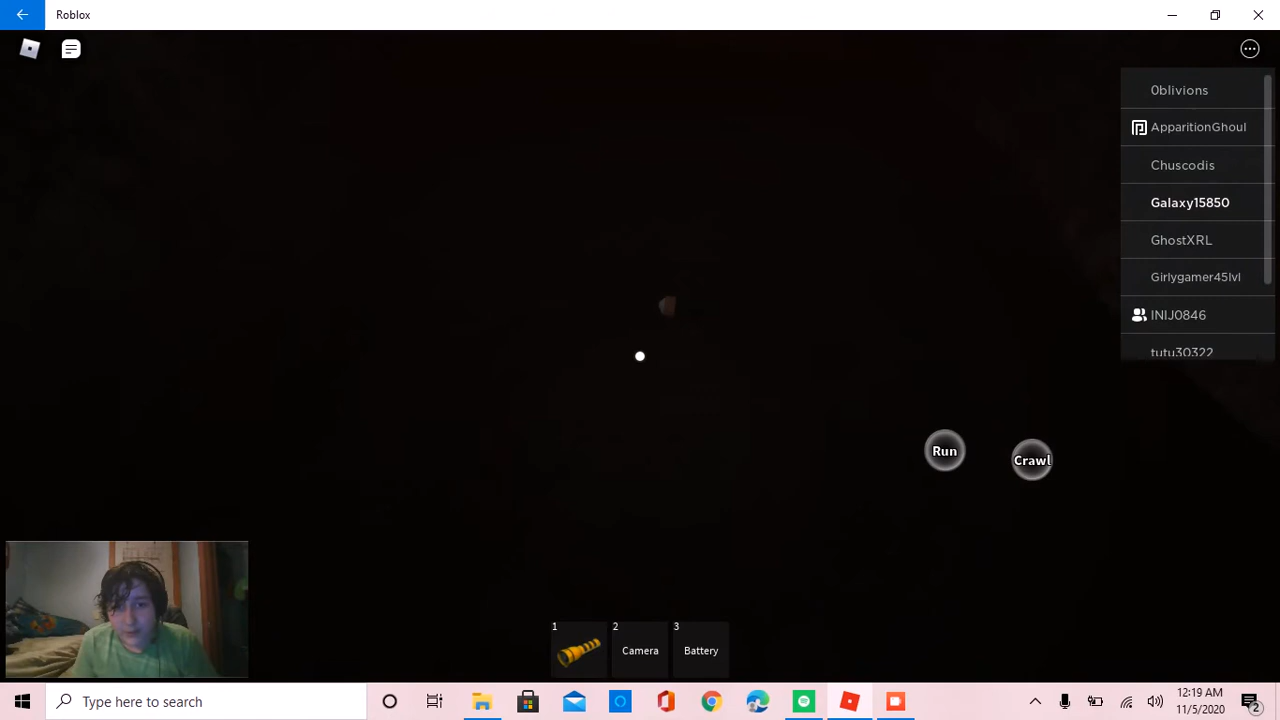 Roblox
0blivions
ApparitionGhoul
Chuscodis
Galaxy15850
GhostXRL
Girlygamer45lvl
INIJ0846
tutu30322
Run
Crawl
1
2
Camera
3
Battery
Type here to search
12:19 AM
11/5/2020
2